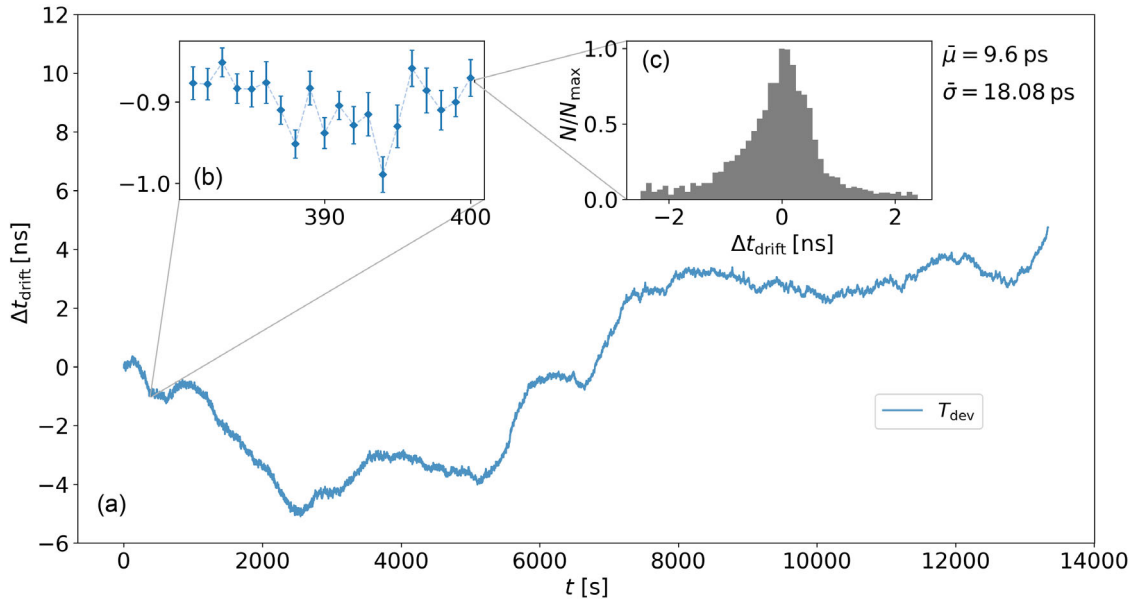 12
10
8
6
4
2
0
−2
−4
−6
Δt_drift [ns]
0 2000 4000 6000 8000 10000 12000 14000
t [s]
(a)
T_dev
−0.9
−1.0
(b)
390 400
1.0
0.5
0.0
N/N_max
(c)
−2 0 2
Δt_drift [ns]
μ̄ = 9.6 ps
σ̄ = 18.08 ps